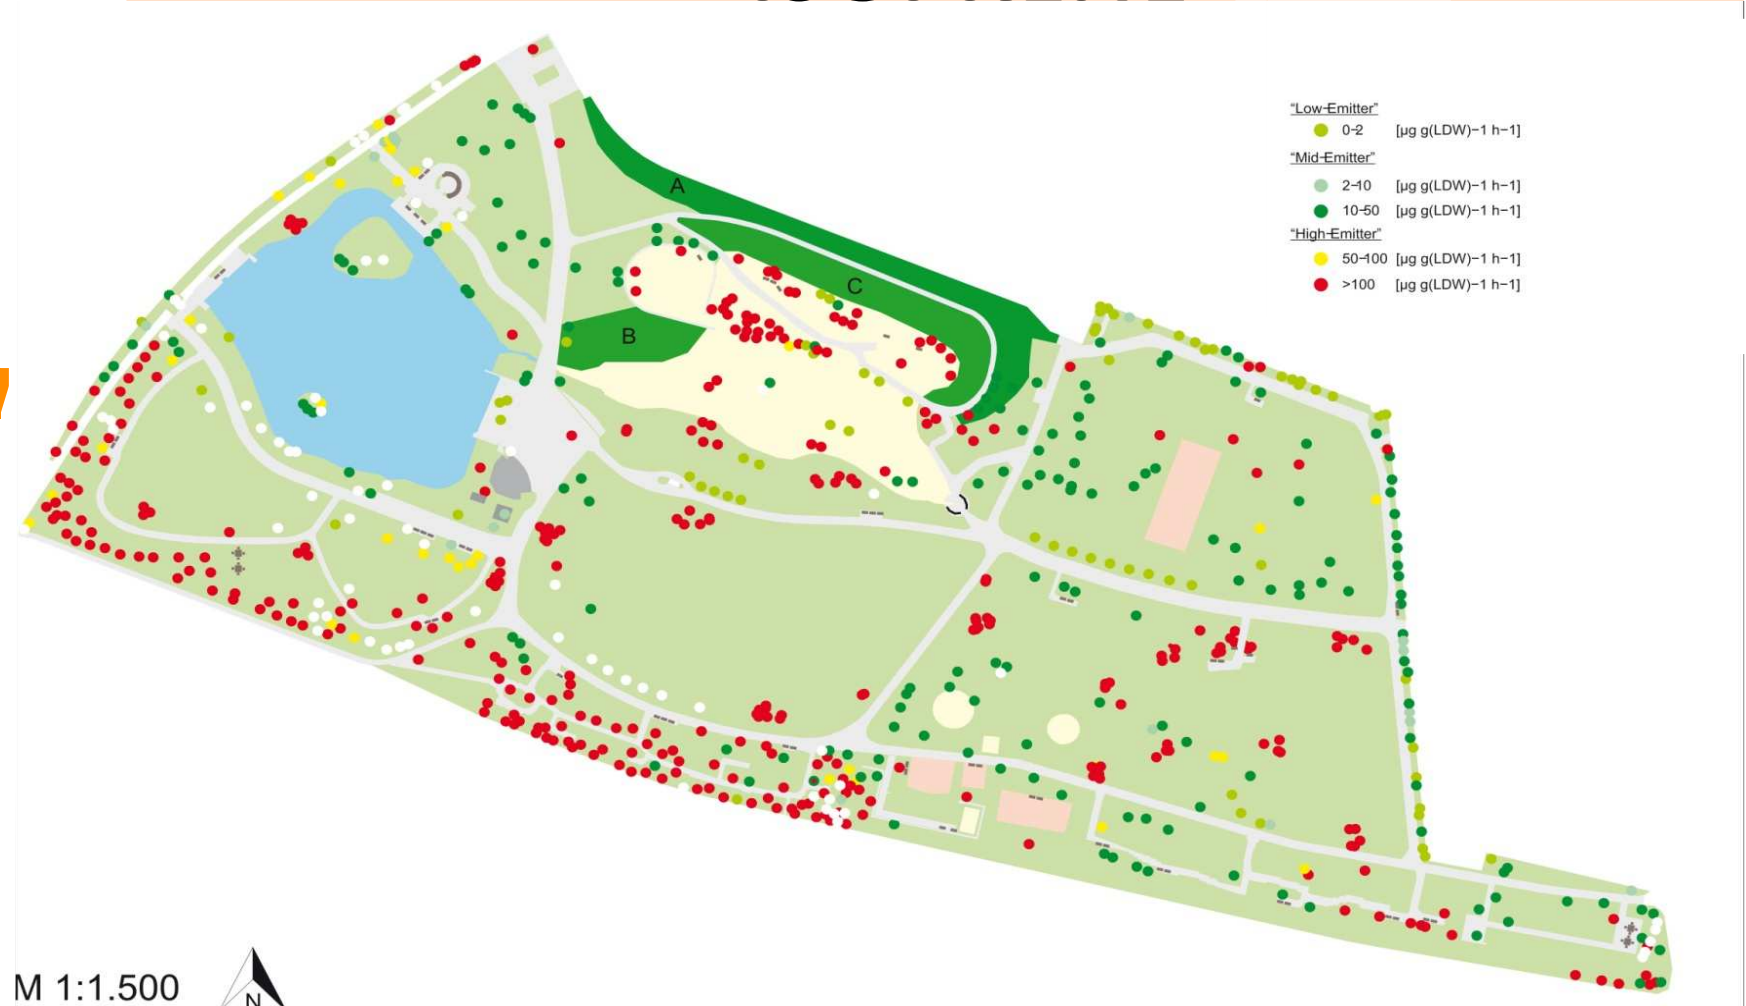 "Low-Emitter"
0-2 [µg g(LDW)−1 h−1]
"Mid-Emitter"
2-10 [µg g(LDW)−1 h−1]
10-50 [µg g(LDW)−1 h−1]
"High-Emitter"
50-100 [µg g(LDW)−1 h−1]
>100 [µg g(LDW)−1 h−1]
A
C
B
M 1:1.500
N